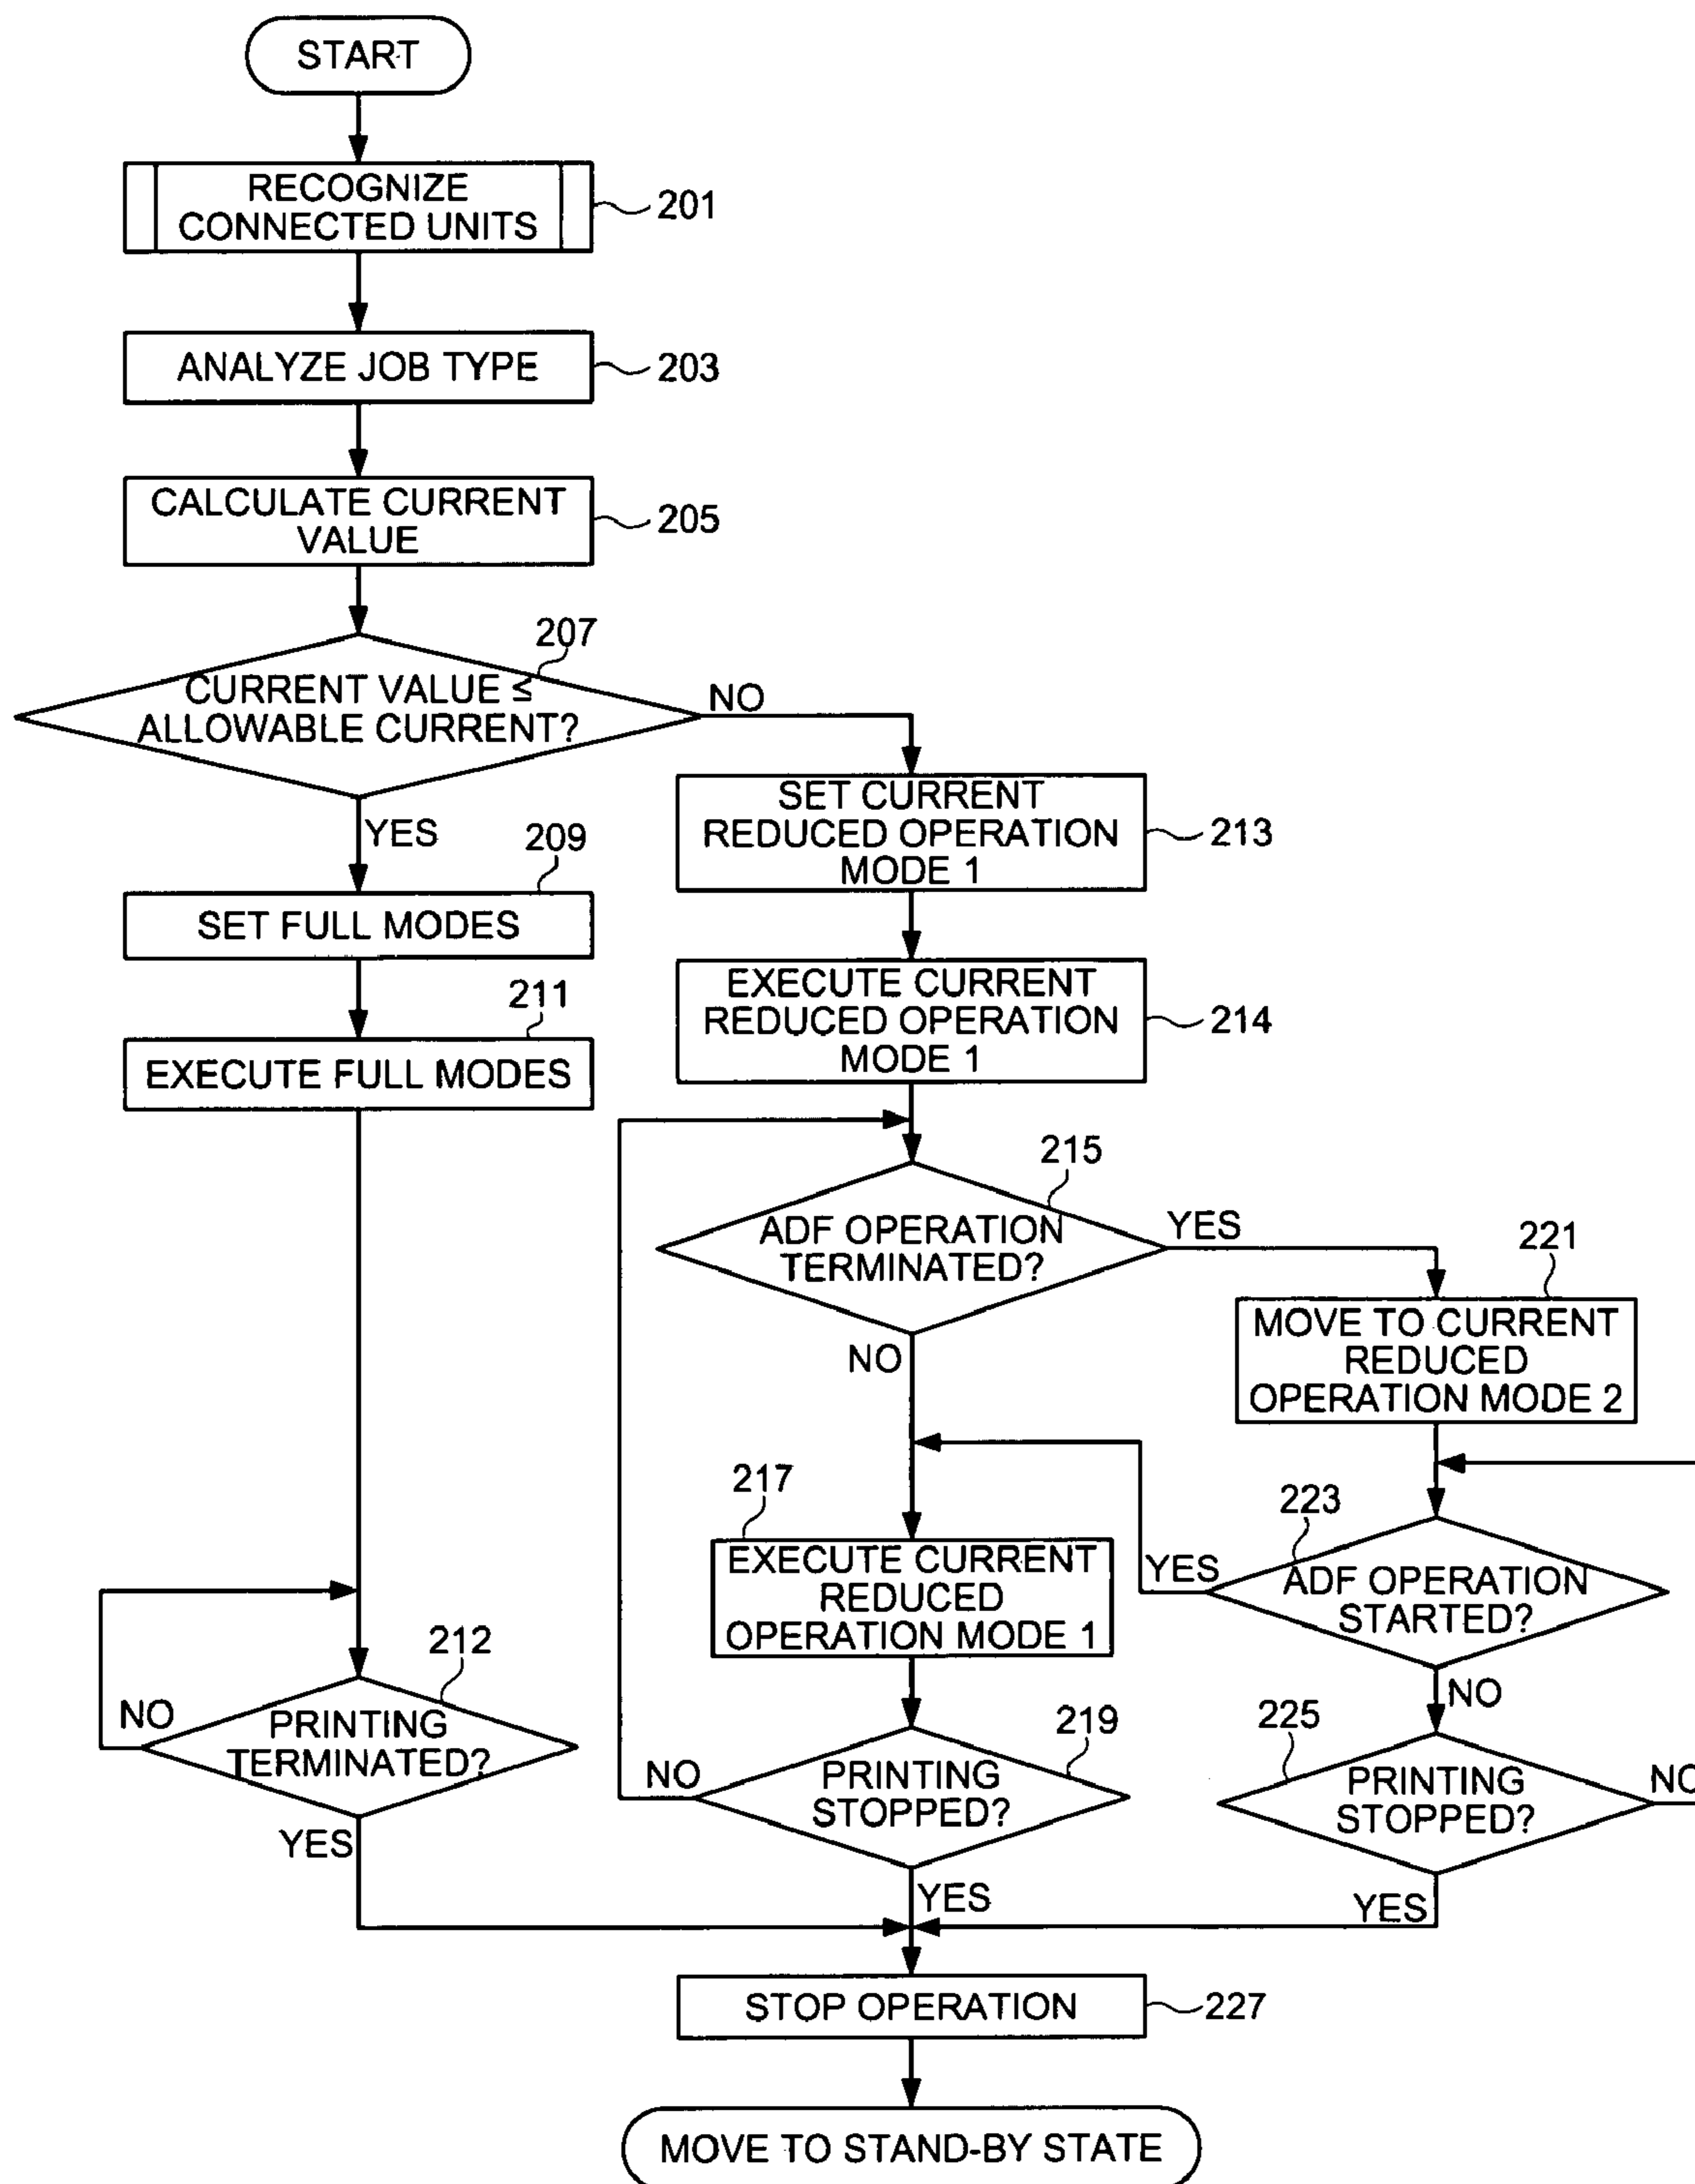 START
RECOGNIZE
CONNECTED UNITS
201
ANALYZE JOB TYPE
203
CALCULATE CURRENT
VALUE
205
207
CURRENT VALUE ≤
ALLOWABLE CURRENT?
NO
YES
209
SET FULL MODES
211
EXECUTE FULL MODES
SET CURRENT
REDUCED OPERATION
MODE 1
213
EXECUTE CURRENT
REDUCED OPERATION
MODE 1
214
215
ADF OPERATION
TERMINATED?
YES
NO
221
MOVE TO CURRENT
REDUCED
OPERATION MODE 2
217
EXECUTE CURRENT
REDUCED
OPERATION MODE 1
223
ADF OPERATION
STARTED?
YES
NO
212
PRINTING
TERMINATED?
NO
YES
219
PRINTING
STOPPED?
NO
YES
225
PRINTING
STOPPED?
NO
YES
STOP OPERATION
227
MOVE TO STAND-BY STATE